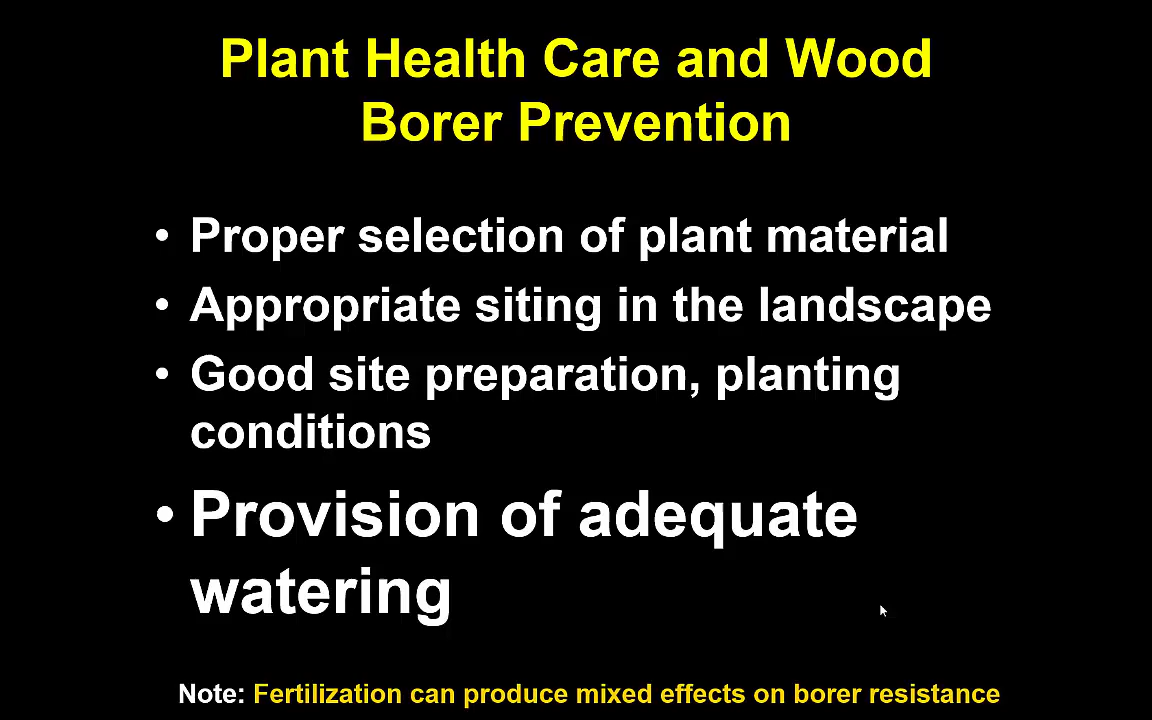 Plant Health Care and Wood
Borer Prevention
• Proper selection of plant material
• Appropriate siting in the landscape
• Good site preparation, planting
conditions
• Provision of adequate
watering
Note: Fertilization can produce mixed effects on borer resistance